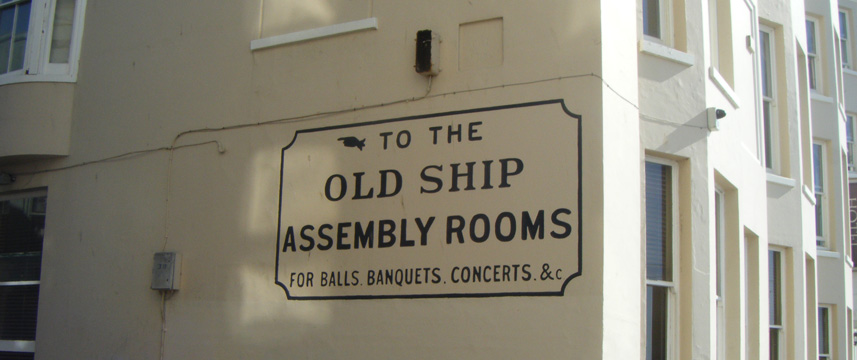 TO THE
OLD SHIP
ASSEMBLY ROOMS
FOR BALLS. BANQUETS. CONCERTS. &c